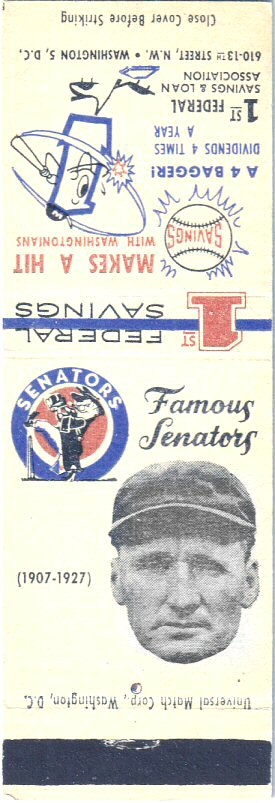 Close Cover Before Striking
610-13TH STREET, N.W. • WASHINGTON 5, D.C.
1ST FEDERAL
SAVINGS & LOAN
ASSOCIATION
A 4 BAGGER!
DIVIDENDS 4 TIMES
A YEAR
SAVINGS
MAKES A HIT
WITH WASHINGTONIANS
1ST FEDERAL
SAVINGS
SENATORS
Famous
Senators
(1907-1927)
Universal Match Corp., Washington, D.C.